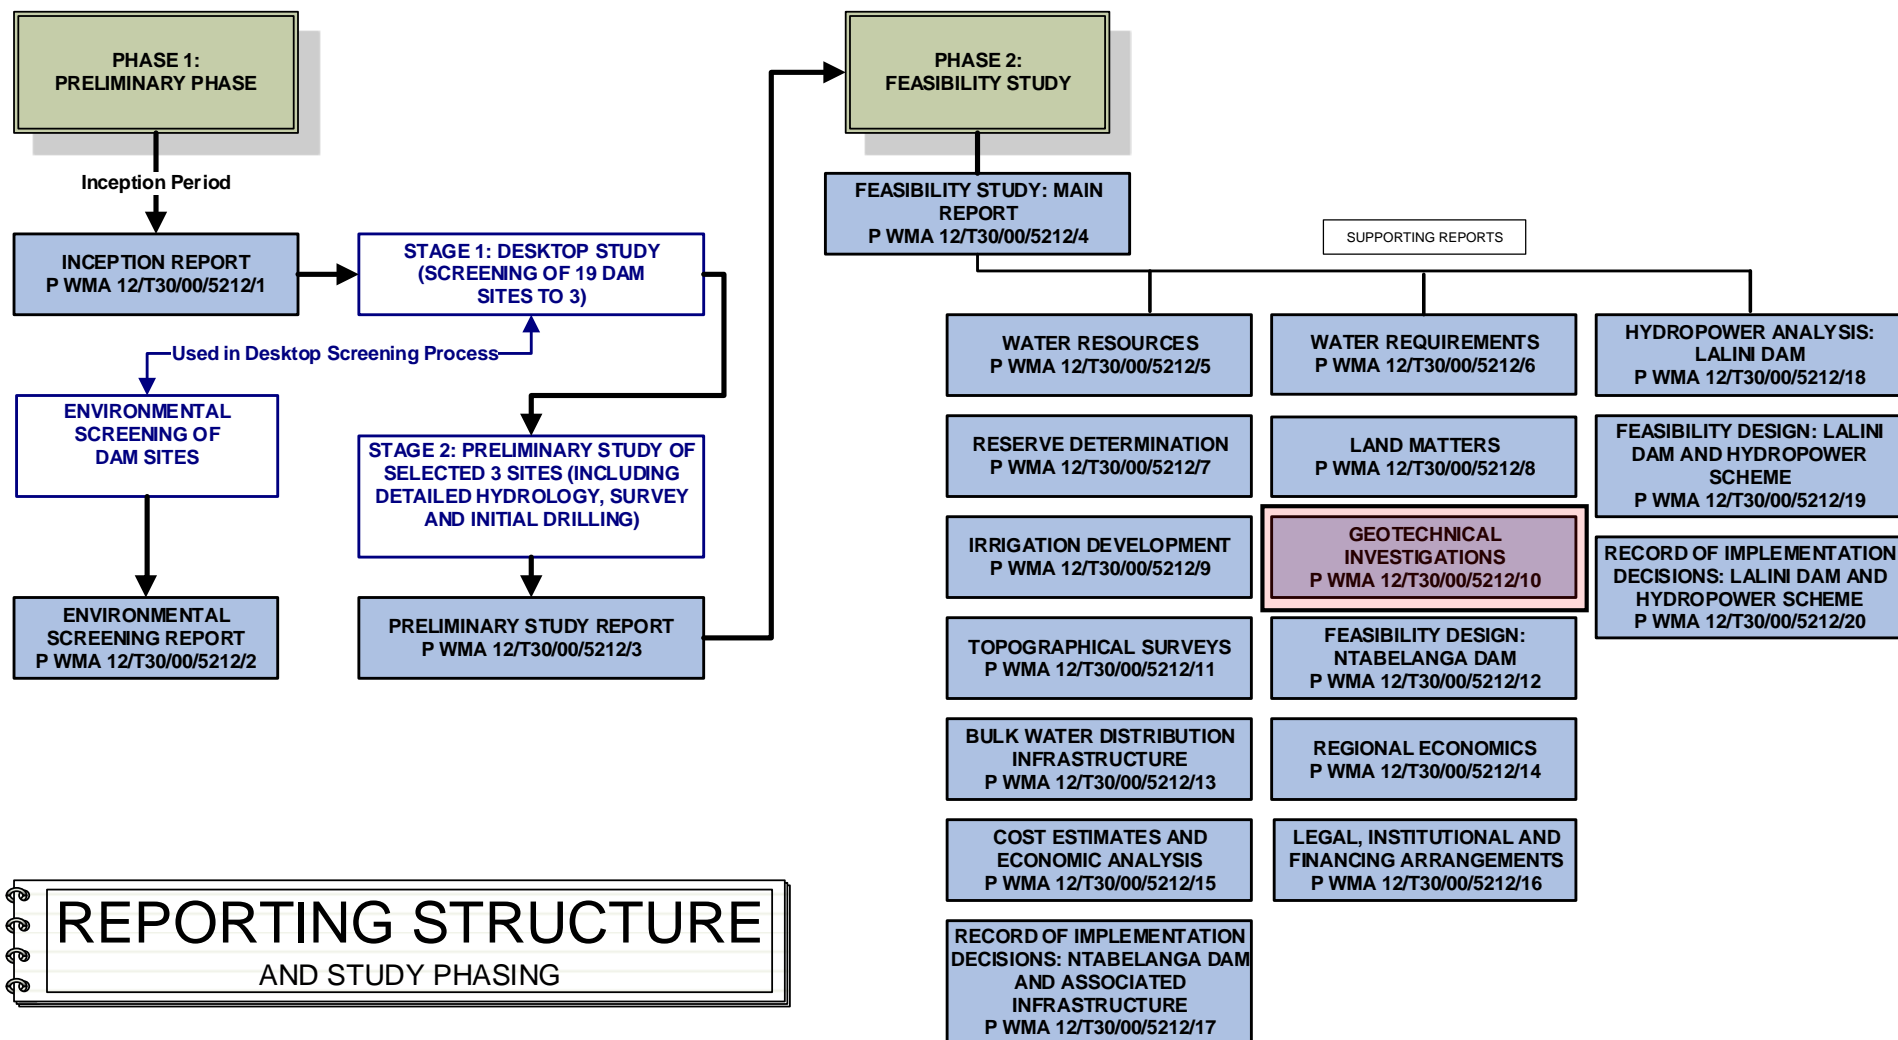 PHASE 1:
PRELIMINARY PHASE
Inception Period
INCEPTION REPORT
P WMA 12/T30/00/5212/1
STAGE 1: DESKTOP STUDY
(SCREENING OF 19 DAM
SITES TO 3)
Used in Desktop Screening Process
ENVIRONMENTAL
SCREENING OF
DAM SITES
STAGE 2: PRELIMINARY STUDY OF
SELECTED 3 SITES (INCLUDING
DETAILED HYDROLOGY, SURVEY
AND INITIAL DRILLING)
ENVIRONMENTAL
SCREENING REPORT
P WMA 12/T30/00/5212/2
PRELIMINARY STUDY REPORT
P WMA 12/T30/00/5212/3
PHASE 2:
FEASIBILITY STUDY
FEASIBILITY STUDY: MAIN
REPORT
P WMA 12/T30/00/5212/4
SUPPORTING REPORTS
WATER RESOURCES
P WMA 12/T30/00/5212/5
WATER REQUIREMENTS
P WMA 12/T30/00/5212/6
HYDROPOWER ANALYSIS:
LALINI DAM
P WMA 12/T30/00/5212/18
RESERVE DETERMINATION
P WMA 12/T30/00/5212/7
LAND MATTERS
P WMA 12/T30/00/5212/8
FEASIBILITY DESIGN: LALINI
DAM AND HYDROPOWER
SCHEME
P WMA 12/T30/00/5212/19
IRRIGATION DEVELOPMENT
P WMA 12/T30/00/5212/9
GEOTECHNICAL
INVESTIGATIONS
P WMA 12/T30/00/5212/10
RECORD OF IMPLEMENTATION
DECISIONS: LALINI DAM AND
HYDROPOWER SCHEME
P WMA 12/T30/00/5212/20
TOPOGRAPHICAL SURVEYS
P WMA 12/T30/00/5212/11
FEASIBILITY DESIGN:
NTABELANGA DAM
P WMA 12/T30/00/5212/12
BULK WATER DISTRIBUTION
INFRASTRUCTURE
P WMA 12/T30/00/5212/13
REGIONAL ECONOMICS
P WMA 12/T30/00/5212/14
COST ESTIMATES AND
ECONOMIC ANALYSIS
P WMA 12/T30/00/5212/15
LEGAL, INSTITUTIONAL AND
FINANCING ARRANGEMENTS
P WMA 12/T30/00/5212/16
RECORD OF IMPLEMENTATION
DECISIONS: NTABELANGA DAM
AND ASSOCIATED
INFRASTRUCTURE
P WMA 12/T30/00/5212/17
REPORTING STRUCTURE
AND STUDY PHASING